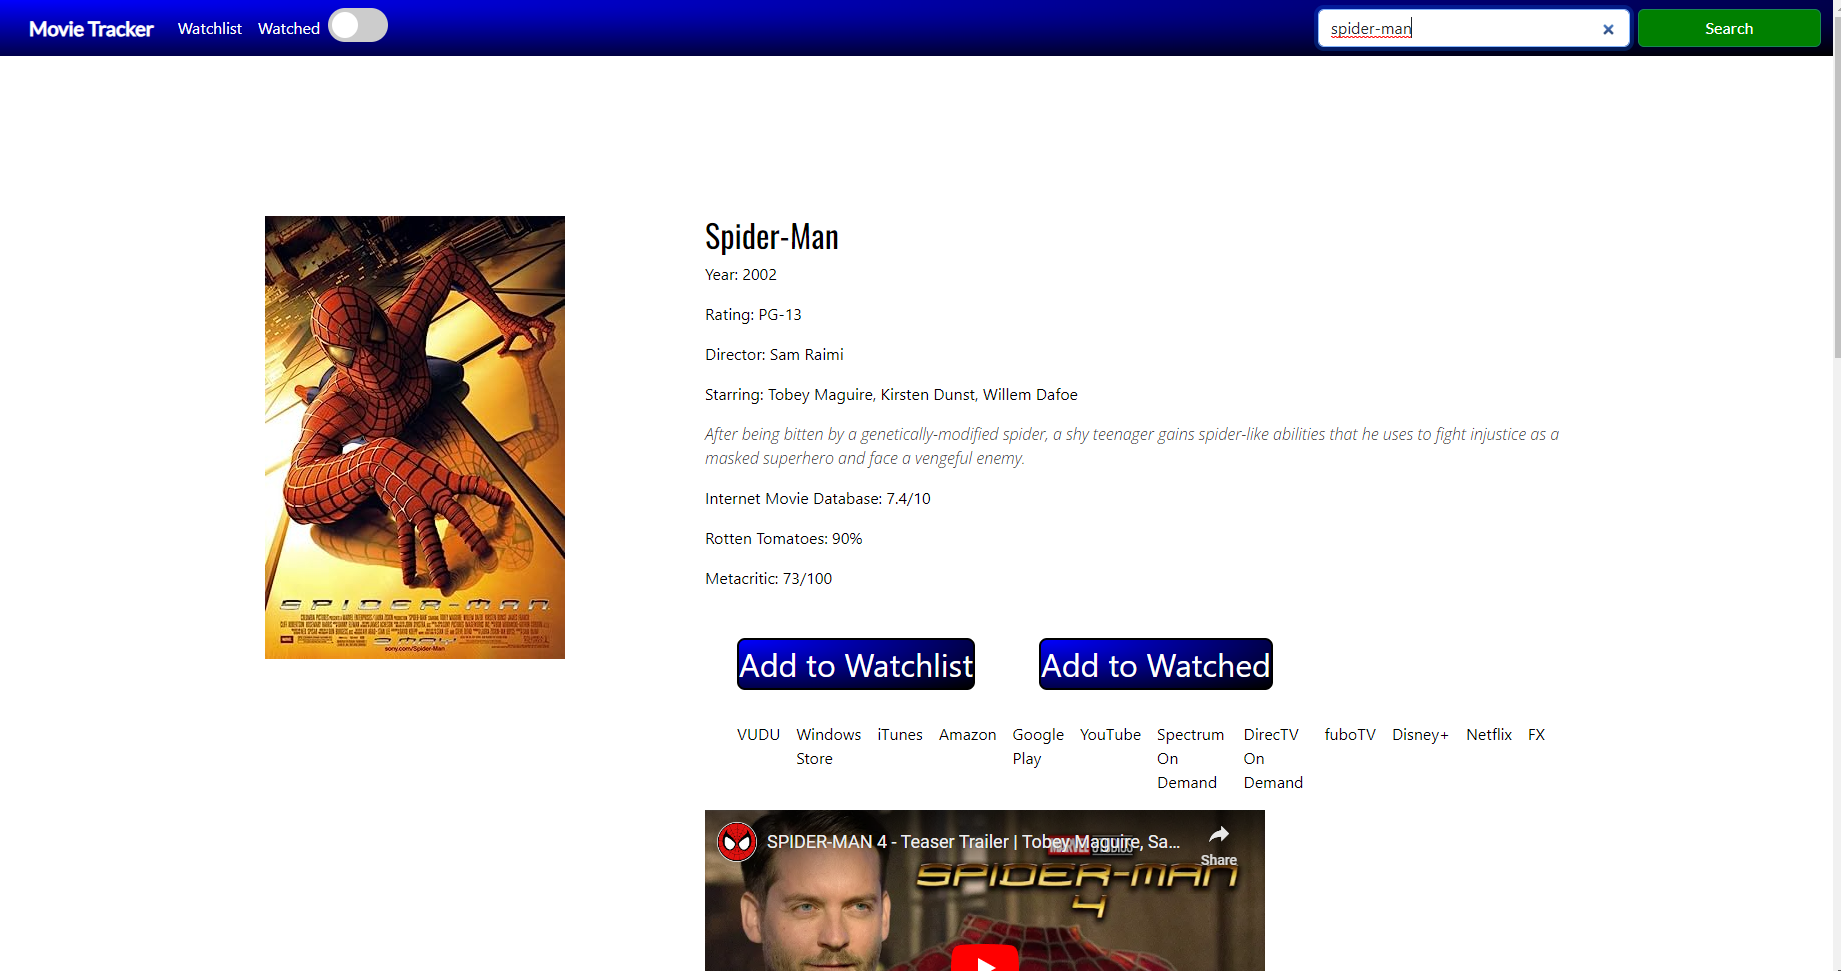 Movie Tracker Watchlist Watched spider-man × Search
Spider-Man
Year: 2002
Rating: PG-13
Director: Sam Raimi
Starring: Tobey Maguire, Kirsten Dunst, Willem Dafoe
After being bitten by a genetically-modified spider, a shy teenager gains spider-like abilities that he uses to fight injustice as a
masked superhero and face a vengeful enemy.
Internet Movie Database: 7.4/10
Rotten Tomatoes: 90%
Metacritic: 73/100
SPIDER-MAN
3 MAY
sony.com/Spider-Man
Add to Watchlist Add to Watched
VUDU Windows iTunes Amazon Google YouTube Spectrum DirecTV fuboTV Disney+ Netflix FX
Store Play On On
Demand Demand
SPIDER-MAN 4 - Teaser Trailer | Tobey Maguire, Sa...
MARVEL STUDIOS
Share
SPIDER-MAN
4